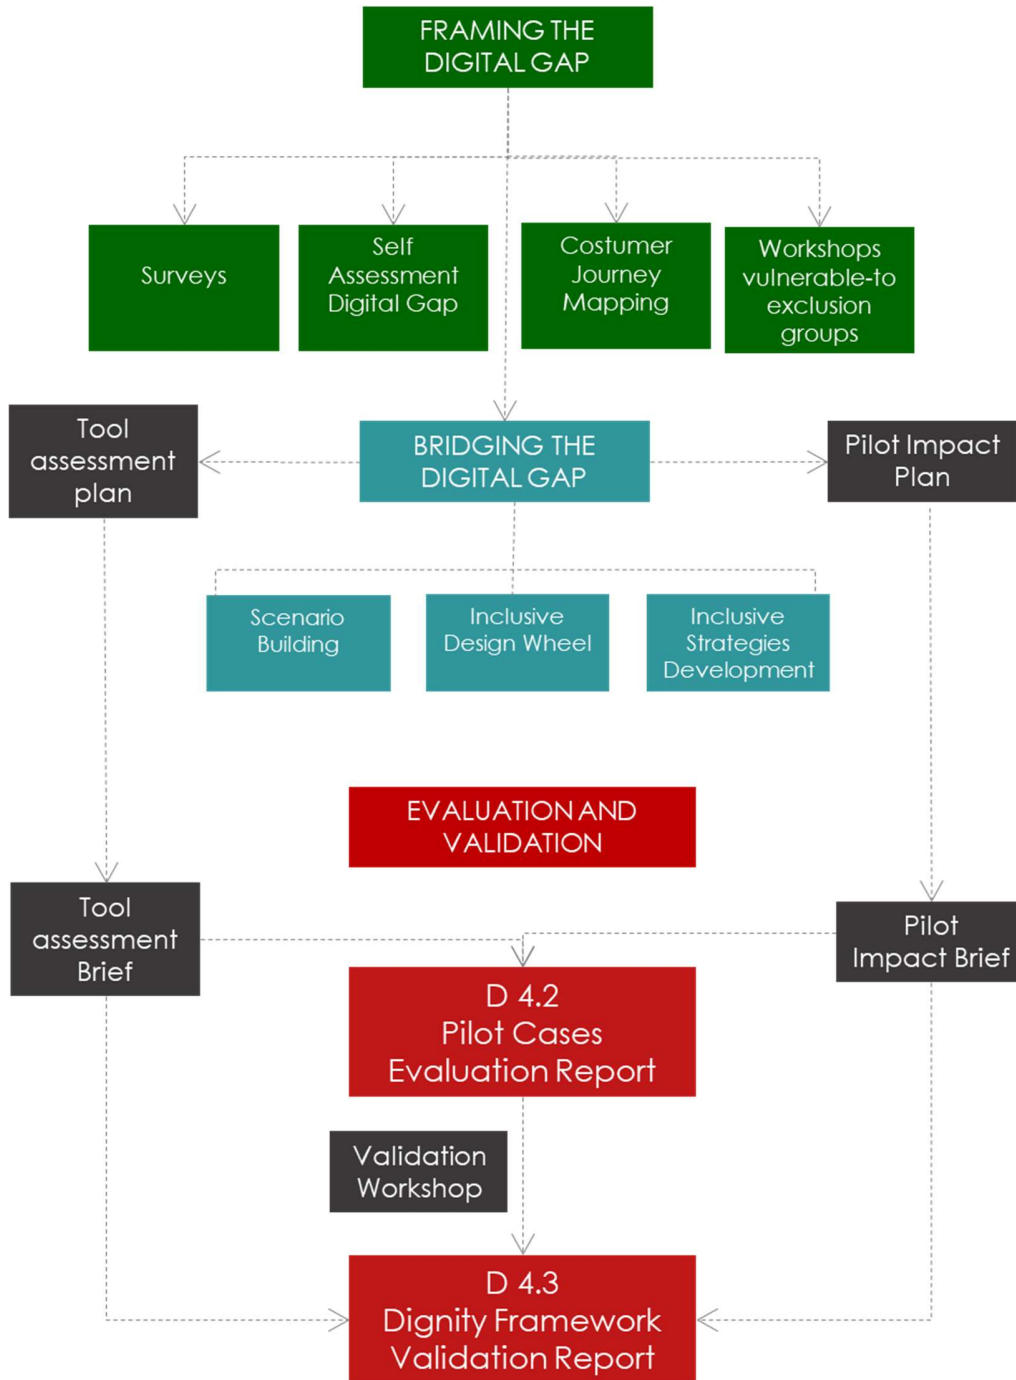 FRAMING THE
DIGITAL GAP
Surveys
Self
Assessment
Digital Gap
Costumer
Journey
Mapping
Workshops
vulnerable-to
exclusion
groups
Tool
assessment
plan
BRIDGING THE
DIGITAL GAP
Pilot Impact
Plan
Scenario
Building
Inclusive
Design Wheel
Inclusive
Strategies
Development
EVALUATION AND
VALIDATION
Tool
assessment
Brief
Pilot
Impact Brief
D 4.2
Pilot Cases
Evaluation Report
Validation
Workshop
D 4.3
Dignity Framework
Validation Report